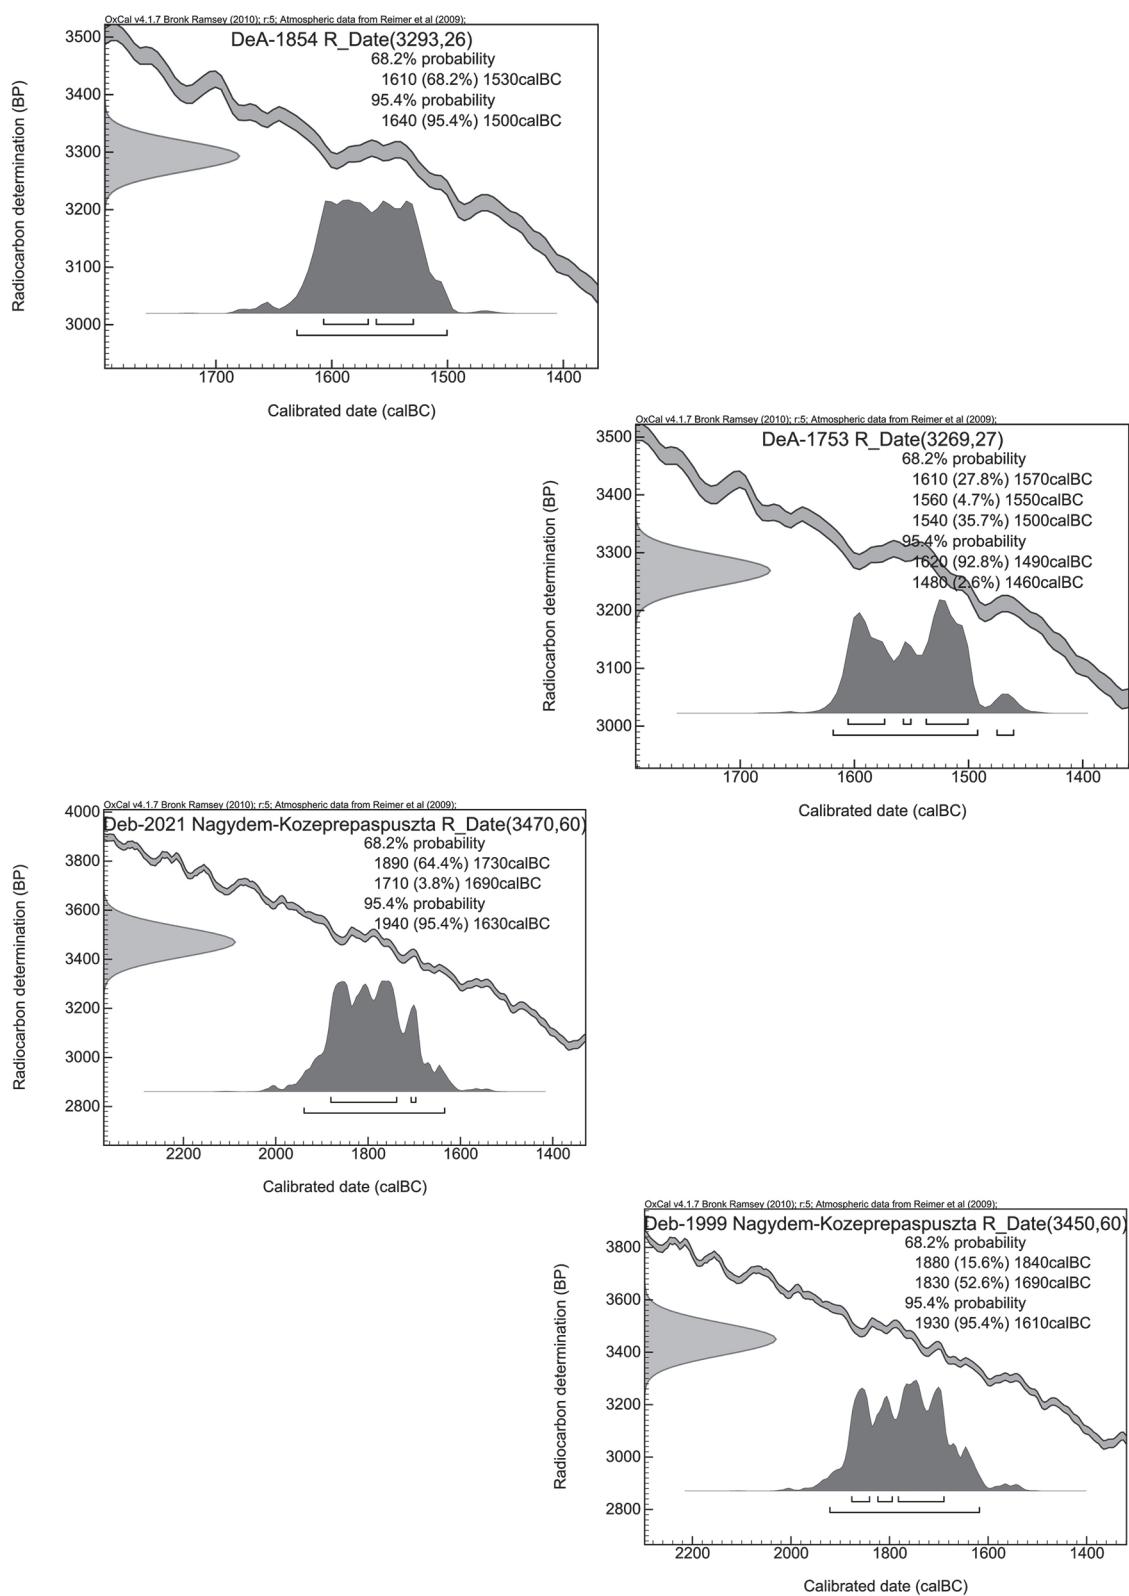 OxCal v4.1.7 Bronk Ramsey (2010); r:5; Atmospheric data from Reimer et al (2009);
DeA-1854 R_Date(3293,26)
68.2% probability
1610 (68.2%) 1530calBC
95.4% probability
1640 (95.4%) 1500calBC
Radiocarbon determination (BP)
3500
3400
3300
3200
3100
3000
1700 1600 1500 1400
Calibrated date (calBC)
OxCal v4.1.7 Bronk Ramsey (2010); r:5; Atmospheric data from Reimer et al (2009);
DeA-1753 R_Date(3269,27)
68.2% probability
1610 (27.8%) 1570calBC
1560 (4.7%) 1550calBC
1540 (35.7%) 1500calBC
95.4% probability
1620 (92.8%) 1490calBC
1480 (2.6%) 1460calBC
Radiocarbon determination (BP)
3500
3400
3300
3200
3100
3000
1700 1600 1500 1400
Calibrated date (calBC)
OxCal v4.1.7 Bronk Ramsey (2010); r:5; Atmospheric data from Reimer et al (2009);
Deb-2021 Nagydem-Kozeprepaspuszta R_Date(3470,60)
68.2% probability
1890 (64.4%) 1730calBC
1710 (3.8%) 1690calBC
95.4% probability
1940 (95.4%) 1630calBC
Radiocarbon determination (BP)
4000
3800
3600
3400
3200
3000
2800
2200 2000 1800 1600 1400
Calibrated date (calBC)
OxCal v4.1.7 Bronk Ramsey (2010); r:5; Atmospheric data from Reimer et al (2009);
Deb-1999 Nagydem-Kozeprepaspuszta R_Date(3450,60)
68.2% probability
1880 (15.6%) 1840calBC
1830 (52.6%) 1690calBC
95.4% probability
1930 (95.4%) 1610calBC
Radiocarbon determination (BP)
3800
3600
3400
3200
3000
2800
2200 2000 1800 1600 1400
Calibrated date (calBC)